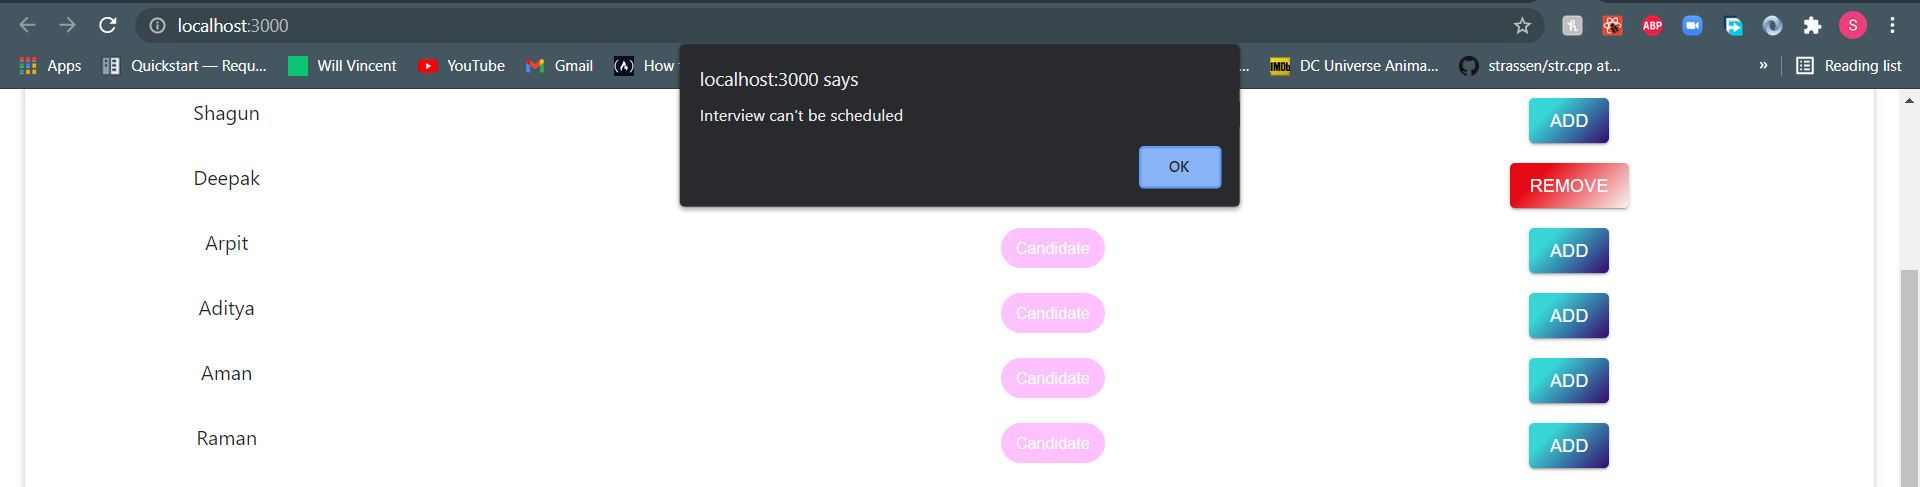 localhost:3000
ABP
S
Apps
Quickstart — Requ...
Will Vincent
YouTube
Gmail
(A)
How
...
IMDb
DC Universe Anima...
strassen/str.cpp at...
»
Reading list
localhost:3000 says
Interview can't be scheduled
OK
Shagun
ADD
Deepak
REMOVE
Arpit
Candidate
ADD
Aditya
Candidate
ADD
Aman
Candidate
ADD
Raman
Candidate
ADD